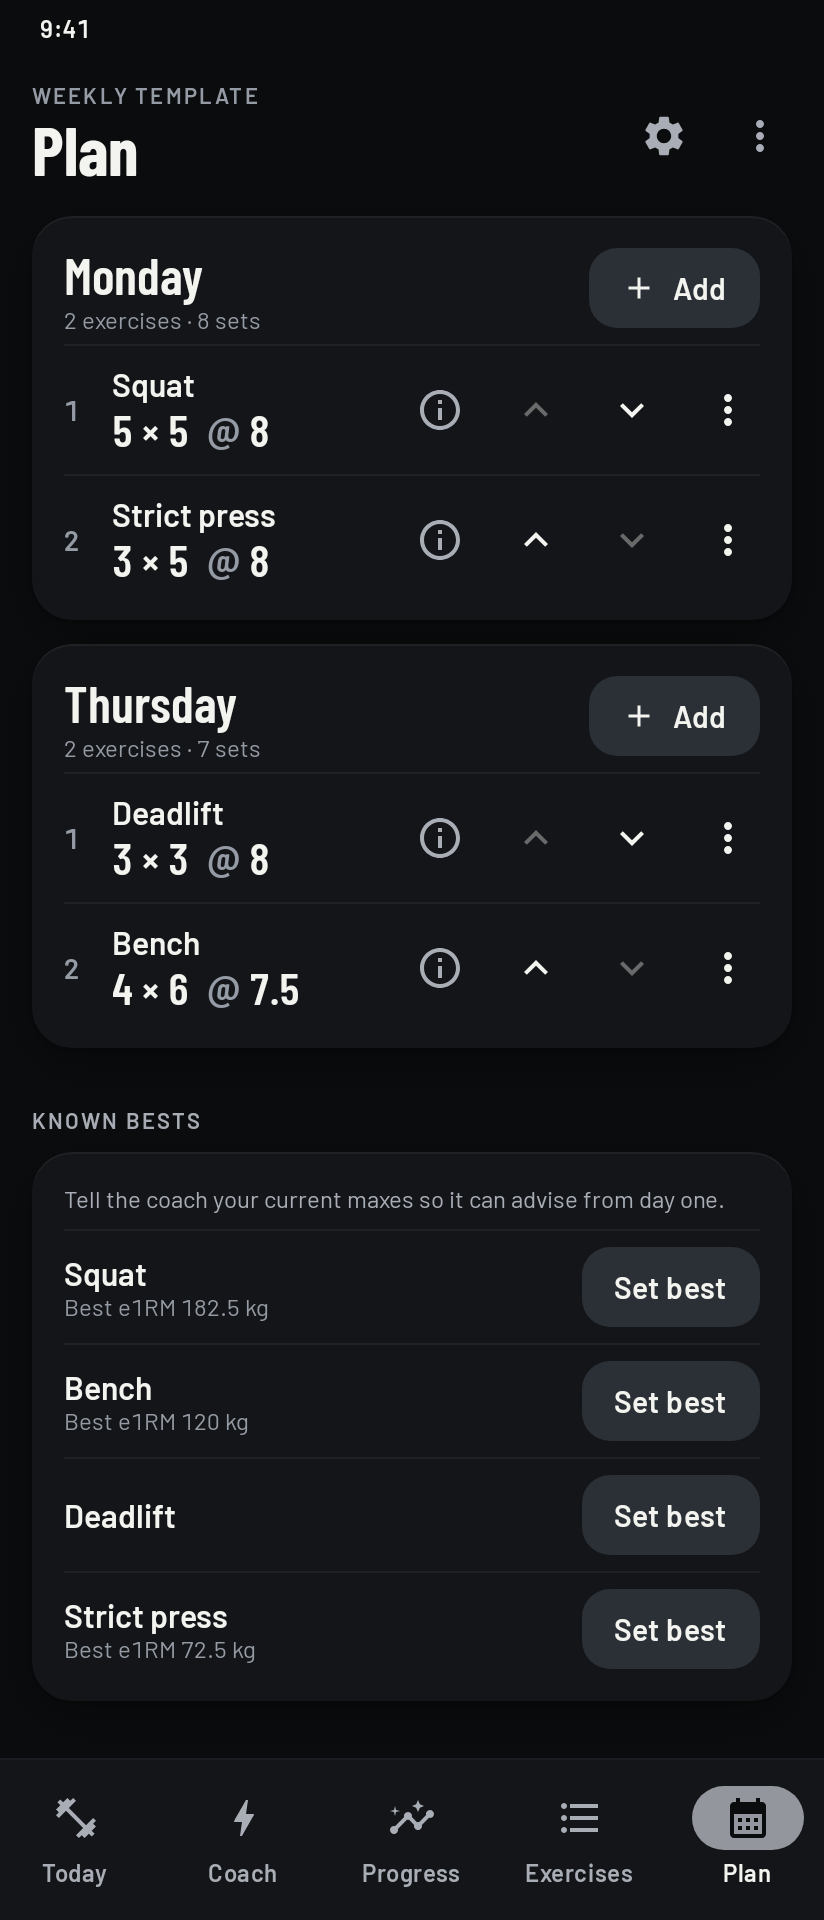 9:41
WEEKLY TEMPLATE
Plan
Monday
2 exercises · 8 sets
Add
1
Squat
5 × 5 @ 8
2
Strict press
3 × 5 @ 8
Thursday
2 exercises · 7 sets
Add
1
Deadlift
3 × 3 @ 8
2
Bench
4 × 6 @ 7.5
KNOWN BESTS
Tell the coach your current maxes so it can advise from day one.
Squat
Best e1RM 182.5 kg
Set best
Bench
Best e1RM 120 kg
Set best
Deadlift
Set best
Strict press
Best e1RM 72.5 kg
Set best
Today
Coach
Progress
Exercises
Plan